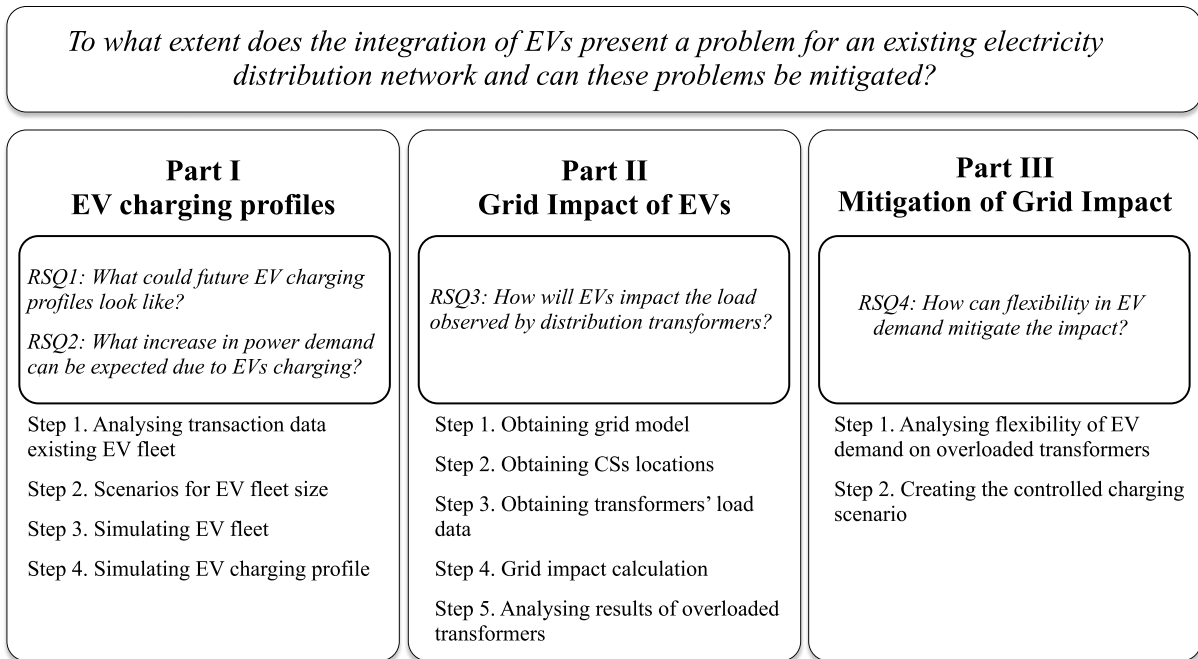 To what extent does the integration of EVs present a problem for an existing electricity
distribution network and can these problems be mitigated?
Part I
EV charging profiles
RSQ1: What could future EV charging
profiles look like?
RSQ2: What increase in power demand
can be expected due to EVs charging?
Step 1. Analysing transaction data
existing EV fleet
Step 2. Scenarios for EV fleet size
Step 3. Simulating EV fleet
Step 4. Simulating EV charging profile
Part II
Grid Impact of EVs
RSQ3: How will EVs impact the load
observed by distribution transformers?
Step 1. Obtaining grid model
Step 2. Obtaining CSs locations
Step 3. Obtaining transformers’ load
data
Step 4. Grid impact calculation
Step 5. Analysing results of overloaded
transformers
Part III
Mitigation of Grid Impact
RSQ4: How can flexibility in EV
demand mitigate the impact?
Step 1. Analysing flexibility of EV
demand on overloaded transformers
Step 2. Creating the controlled charging
scenario